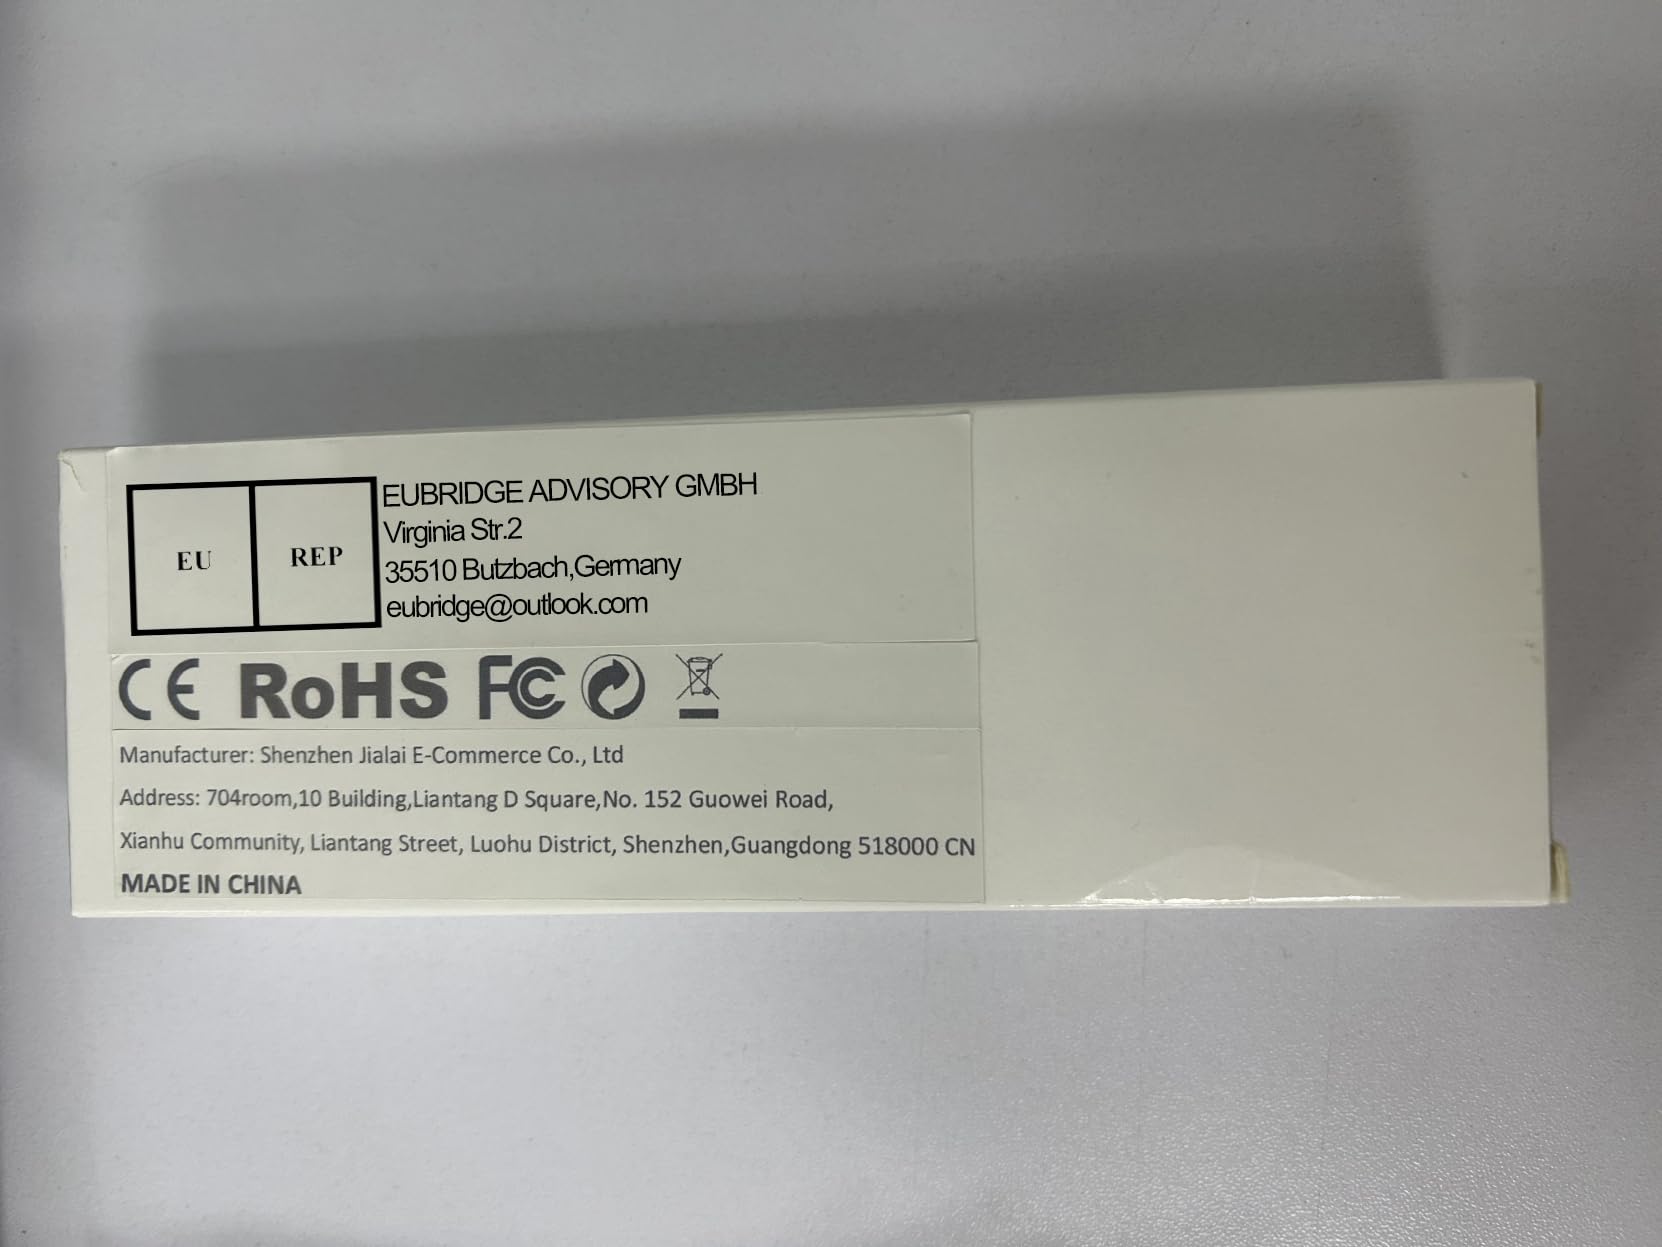 EU REP
EUBRIDGE ADVISORY GMBH
Virginia Str.2
35510 Butzbach,Germany
eubridge@outlook.com
CE RoHS FC
Manufacturer: Shenzhen Jialai E-Commerce Co., Ltd
Address: 704room,10 Building,Liantang D Square,No. 152 Guowei Road,
Xianhu Community, Liantang Street, Luohu District, Shenzhen,Guangdong 518000 CN
MADE IN CHINA